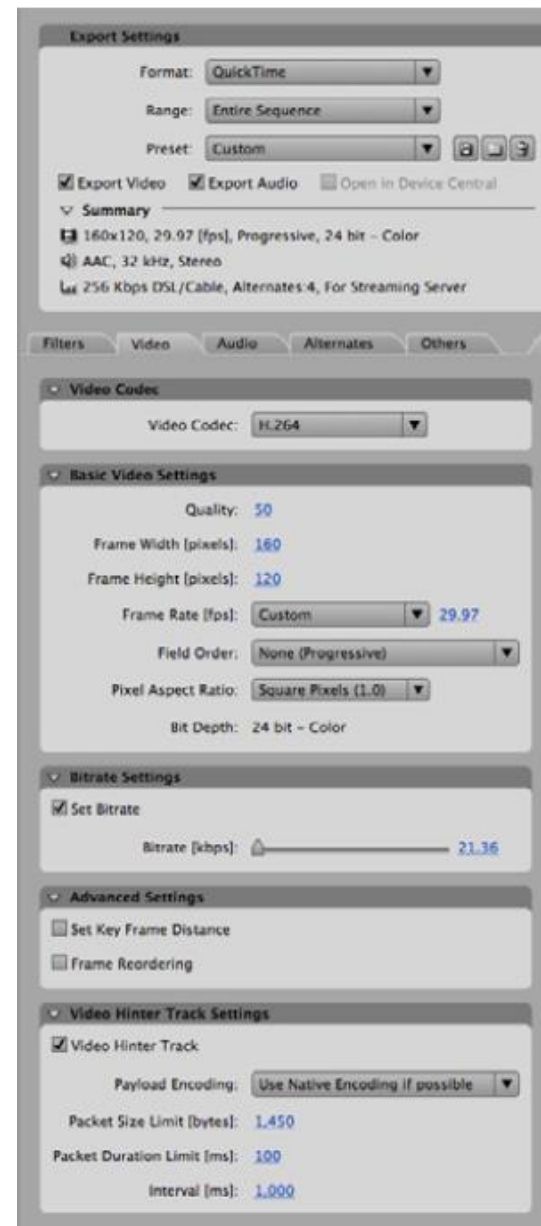 Export Settings
Format: QuickTime
Range: Entire Sequence
Preset: Custom
Export Video Export Audio Open in Device Central
Summary
160x120, 29.97 [fps], Progressive, 24 bit – Color
AAC, 32 kHz, Stereo
256 Kbps DSL/Cable, Alternates:4, For Streaming Server
Filters Video Audio Alternates Others
Video Codec
Video Codec: H.264
Basic Video Settings
Quality: 50
Frame Width [pixels]: 160
Frame Height [pixels]: 120
Frame Rate [fps]: Custom 29.97
Field Order: None (Progressive)
Pixel Aspect Ratio: Square Pixels (1.0)
Bit Depth: 24 bit – Color
Bitrate Settings
Set Bitrate
Bitrate [kbps]: 21.36
Advanced Settings
Set Key Frame Distance
Frame Reordering
Video Hinter Track Settings
Video Hinter Track
Payload Encoding: Use Native Encoding if possible
Packet Size Limit [bytes]: 1,450
Packet Duration Limit [ms]: 100
Interval [ms]: 1,000